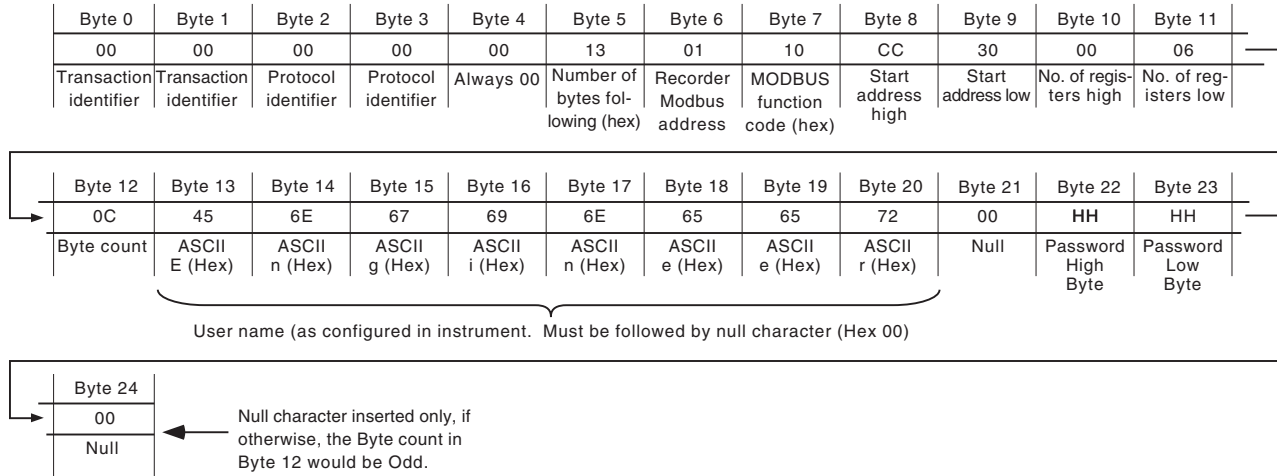 Byte 0 Byte 1 Byte 2 Byte 3 Byte 4 Byte 5 Byte 6 Byte 7 Byte 8 Byte 9 Byte 10 Byte 11
00 00 00 00 00 13 01 10 CC 30 00 06
Transaction Transaction Protocol Protocol Always 00 Number of Recorder MODBUS Start Start No. of regis- No. of reg-
identifier identifier identifier identifier bytes fol- Modbus function address address low ters high isters low
lowing (hex) address code (hex) high
Byte 12 Byte 13 Byte 14 Byte 15 Byte 16 Byte 17 Byte 18 Byte 19 Byte 20 Byte 21 Byte 22 Byte 23
0C 45 6E 67 69 6E 65 65 72 00 HH HH
Byte count ASCII ASCII ASCII ASCII ASCII ASCII ASCII ASCII Null Password Password
E (Hex) n (Hex) g (Hex) i (Hex) n (Hex) e (Hex) e (Hex) r (Hex) High Low
Byte Byte
User name (as configured in instrument. Must be followed by null character (Hex 00)
Byte 24
00
Null
Null character inserted only, if
otherwise, the Byte count in
Byte 12 would be Odd.